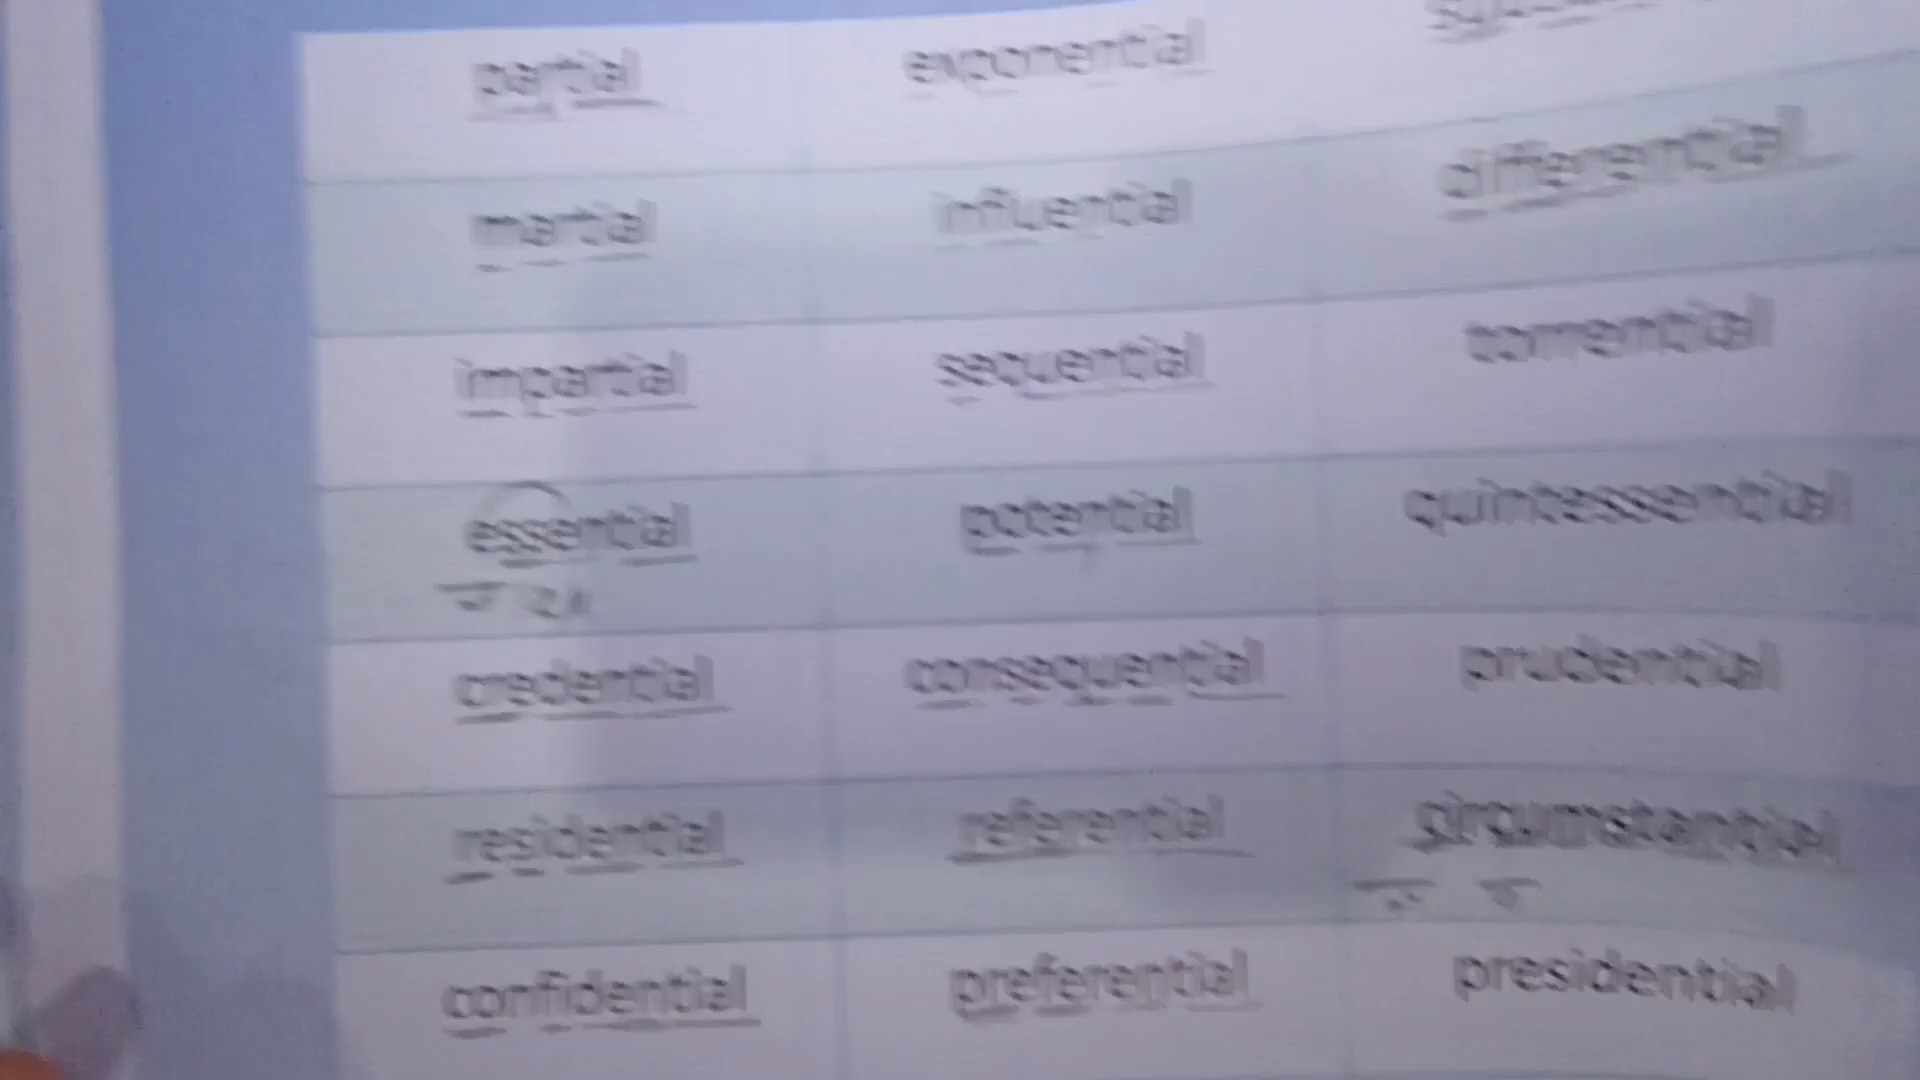 partial exponential
martial influential differential
impartial sequential torrential
essential potential quintessential
credential consequential prudential
residential referential circumstantial
confidential preferential presidential